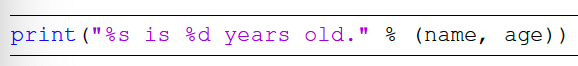 print("%s is %d years old." % (name, age))